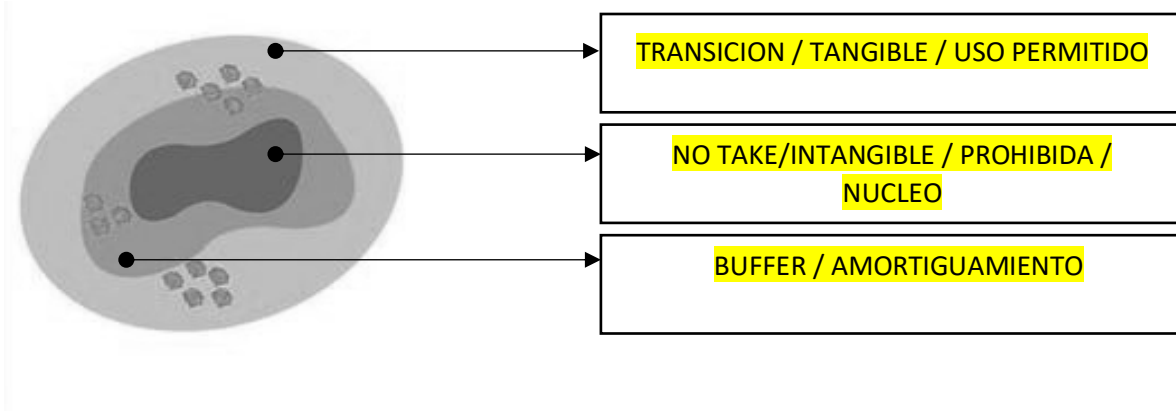 TRANSICION / TANGIBLE / USO PERMITIDO
NO TAKE/INTANGIBLE / PROHIBIDA /
NUCLEO
BUFFER / AMORTIGUAMIENTO